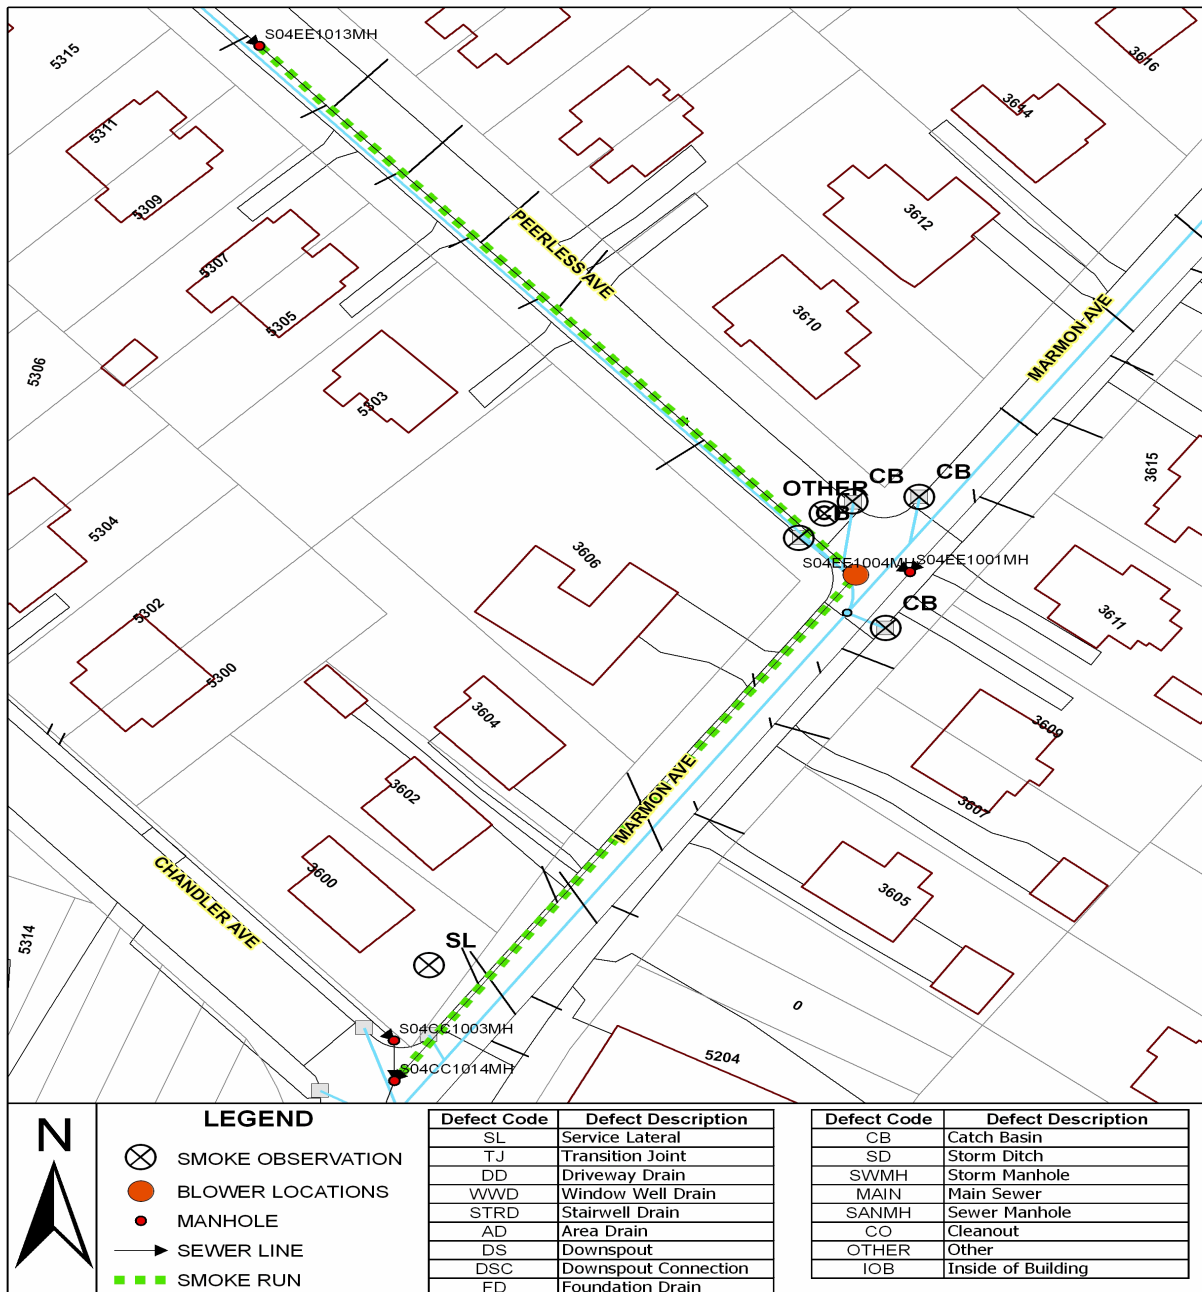 S04EE1013MH
5315
3616
5311
3614
5309
3612
PEERLESS AVE
5307
5305
3610
MARMON AVE
5306
5303
3615
CB
CB
OTHER
CB
5304
3606
S04EE1004MH
S04EE1001MH
CB
5302
3611
5300
3604
3609
3602
MARMON AVE
3607
CHANDLER AVE
3600
3605
5314
SL
0
S04CC1003MH
5204
S04CC1014MH
N
LEGEND
SMOKE OBSERVATION
BLOWER LOCATIONS
MANHOLE
SEWER LINE
SMOKE RUN
Defect Code Defect Description
SL Service Lateral
TJ Transition Joint
DD Driveway Drain
WWD Window Well Drain
STRD Stairwell Drain
AD Area Drain
DS Downspout
DSC Downspout Connection
FD Foundation Drain
Defect Code Defect Description
CB Catch Basin
SD Storm Ditch
SWMH Storm Manhole
MAIN Main Sewer
SANMH Sewer Manhole
CO Cleanout
OTHER Other
IOB Inside of Building